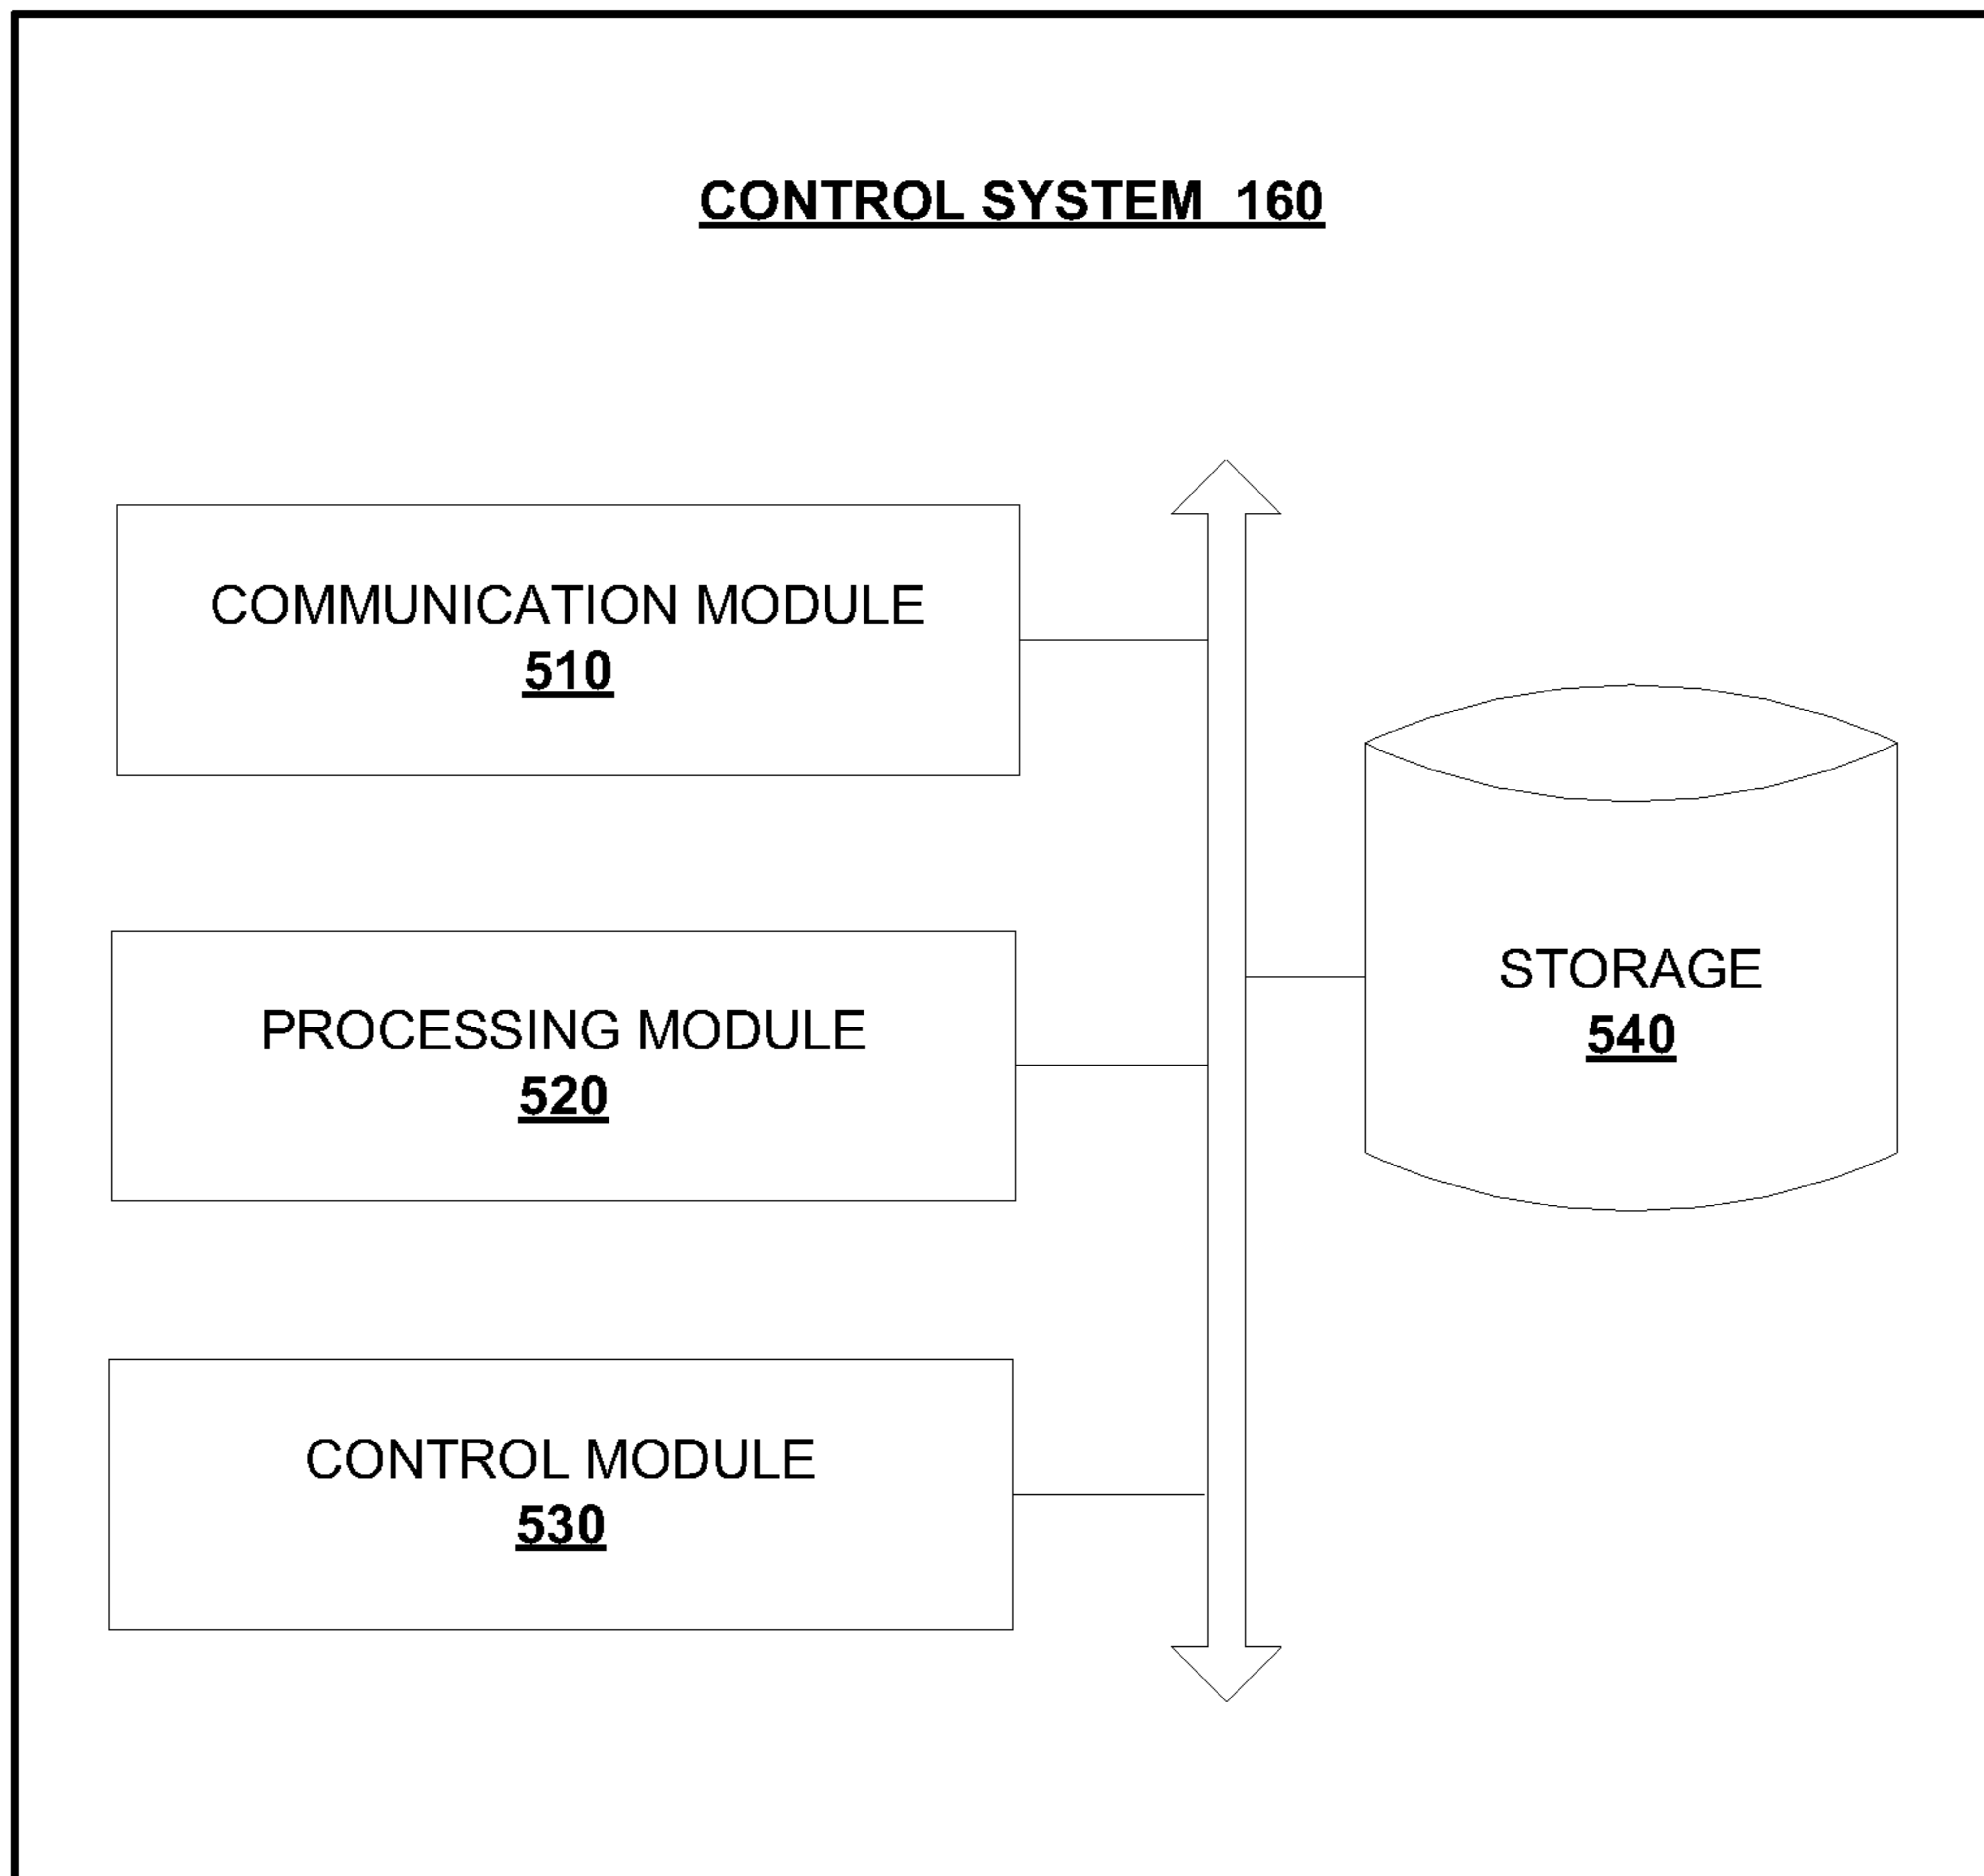 CONTROL SYSTEM 160
COMMUNICATION MODULE
510
PROCESSING MODULE
520
CONTROL MODULE
530
STORAGE
540